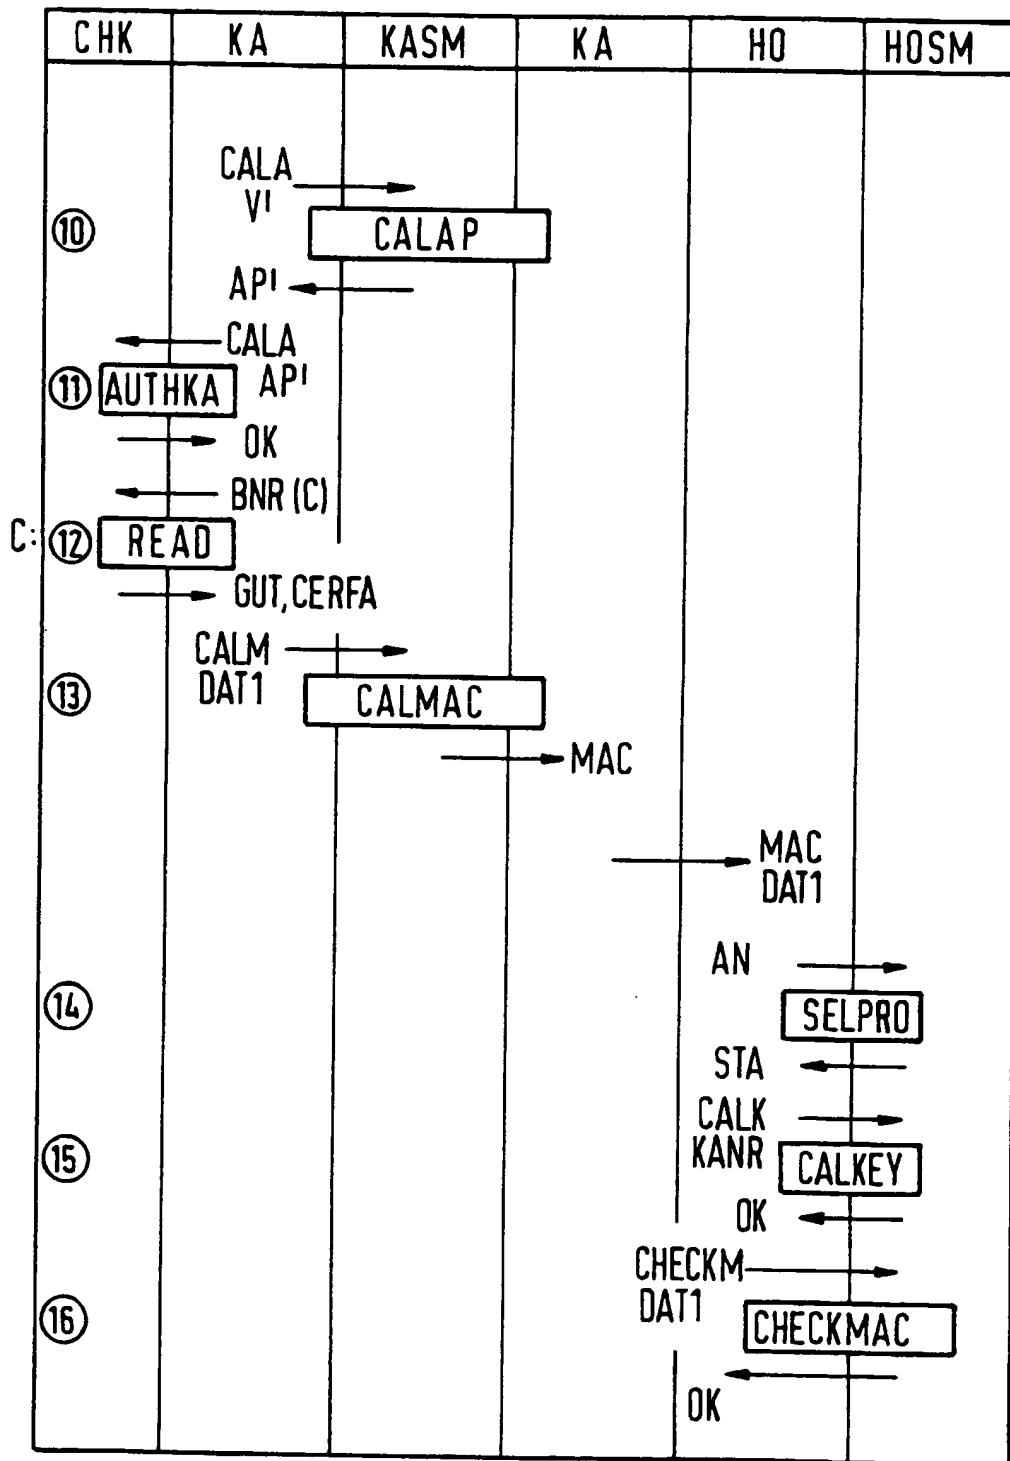 CHK KA KASM KA HO HOSM
CALA
V'
10 CALAP
AP'
CALA
11 AUTHKA AP'
OK
BNR (C)
C: 12 READ
GUT, CERFA
CALM
DAT1
13 CALMAC
MAC
MAC
DAT1
AN
14 SELPRO
STA
CALK
KANR
15 CALKEY
OK
CHECKM
DAT1
16 CHECKMAC
OK